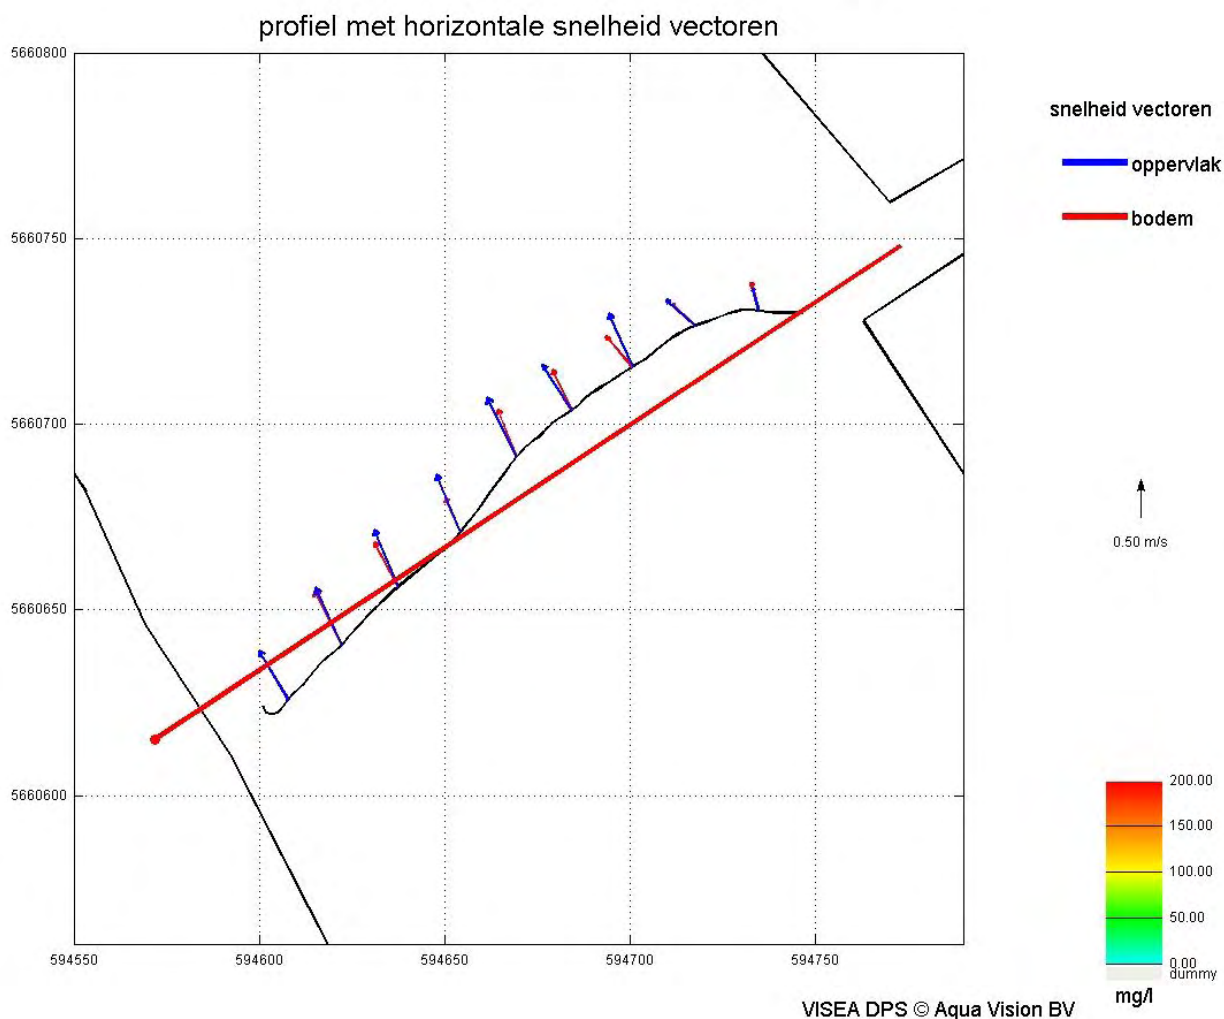 profiel met horizontale snelheid vectoren
5660800
5660750
5660700
5660650
5660600
594550
594600
594650
594700
594750
snelheid vectoren
oppervlak
bodem
0.50 m/s
200.00
150.00
100.00
50.00
0.00
dummy
mg/l
VISEA DPS © Aqua Vision BV